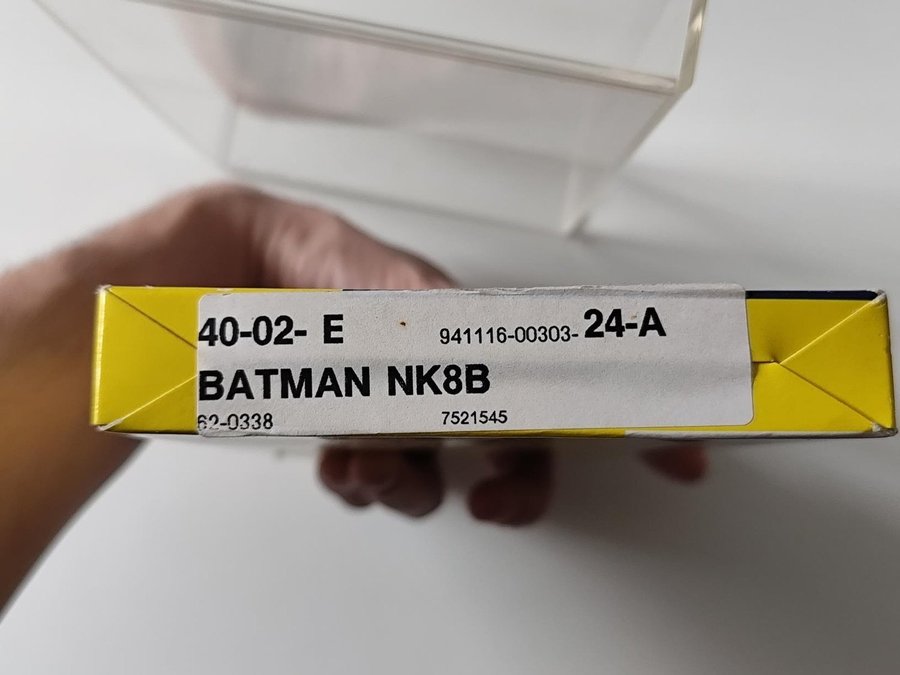 40-02- E 941116-00303- 24-A
BATMAN NK8B
62-0338 7521545